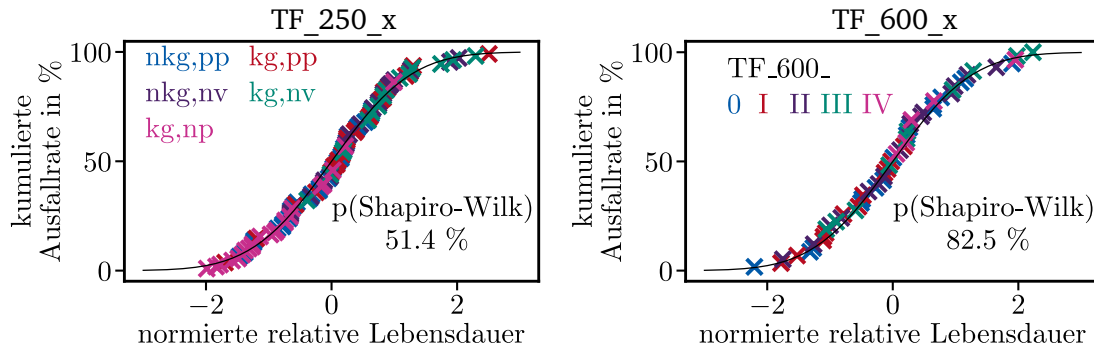 TF_250_x
kumulierte
Ausfallrate in %
100
50
0
nkg,pp kg,pp
nkg,nv kg,nv
kg,np
p(Shapiro-Wilk)
51.4 %
−2 0 2
normierte relative Lebensdauer
TF_600_x
kumulierte
Ausfallrate in %
100
50
0
TF_600_
0 I II III IV
p(Shapiro-Wilk)
82.5 %
−2 0 2
normierte relative Lebensdauer